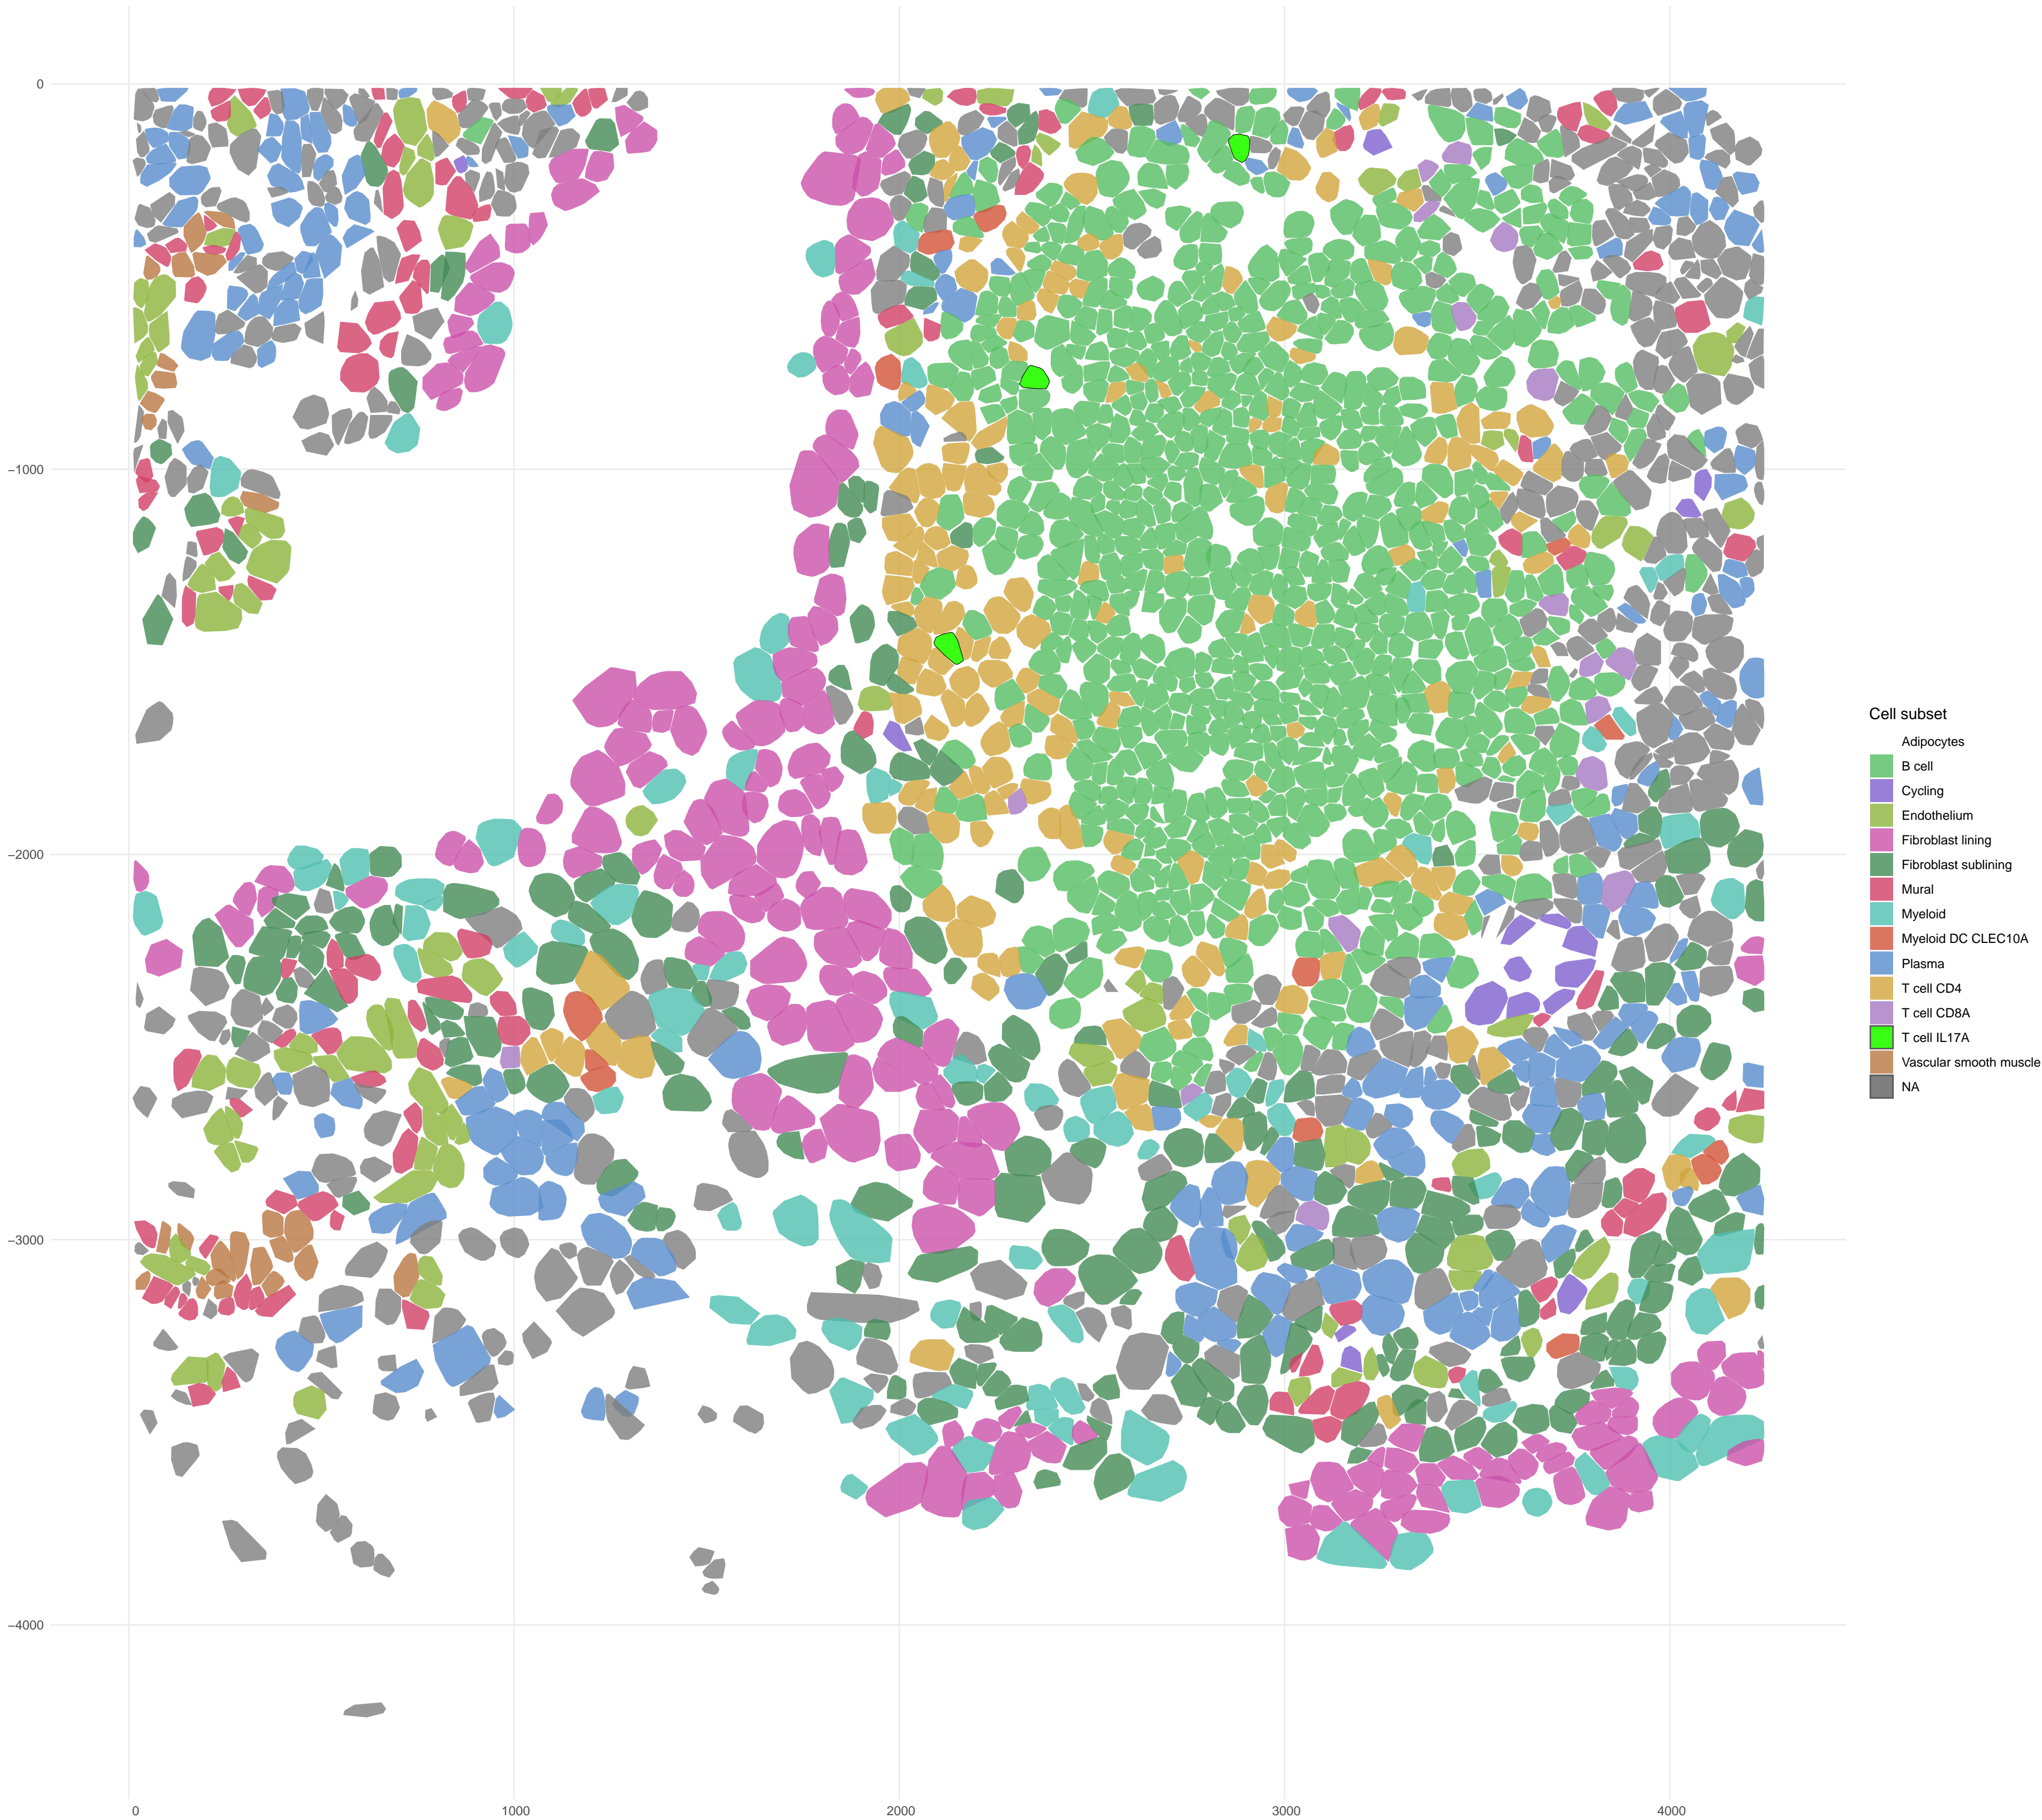 0
−1000
−2000
−3000
−4000
0
1000
2000
3000
4000
Cell subset
Adipocytes
B cell
Cycling
Endothelium
Fibroblast lining
Fibroblast sublining
Mural
Myeloid
Myeloid DC CLEC10A
Plasma
T cell CD4
T cell CD8A
T cell IL17A
Vascular smooth muscle
NA